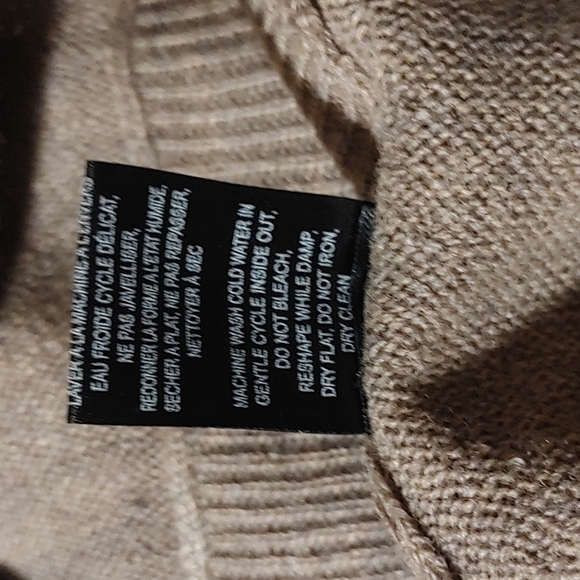 LAVER A LA MACHINE A L'ENVERS
EAU FROIDE CYCLE DÉLICAT,
NE PAS JAVELLISER,
REDONNER LA FORME A L'ÉTAT HUMIDE,
SÉCHER A PLAT, NE PAS REPASSER,
NETTOYER À SEC
MACHINE WASH COLD WATER IN
GENTLE CYCLE INSIDE OUT,
DO NOT BLEACH,
RESHAPE WHILE DAMP,
DRY FLAT, DO NOT IRON,
DRY CLEAN